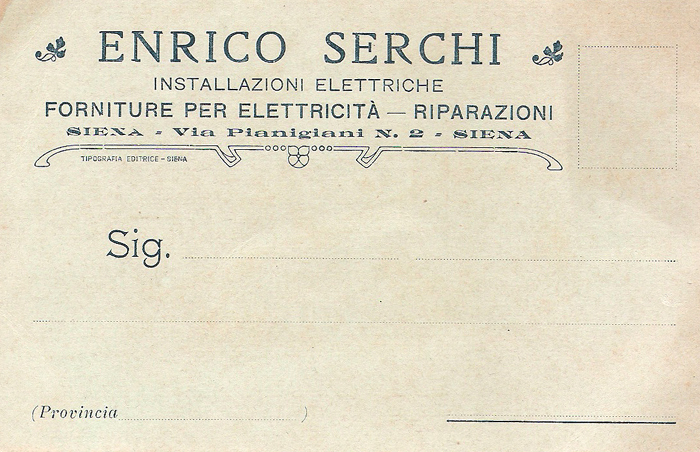 ENRICO SERCHI
INSTALLAZIONI ELETTRICHE
FORNITURE PER ELETTRICITÀ — RIPARAZIONI
SIENA - Via Pianigiani N. 2 - SIENA
TIPOGRAFIA EDITRICE - SIENA
Sig.
(Provincia )